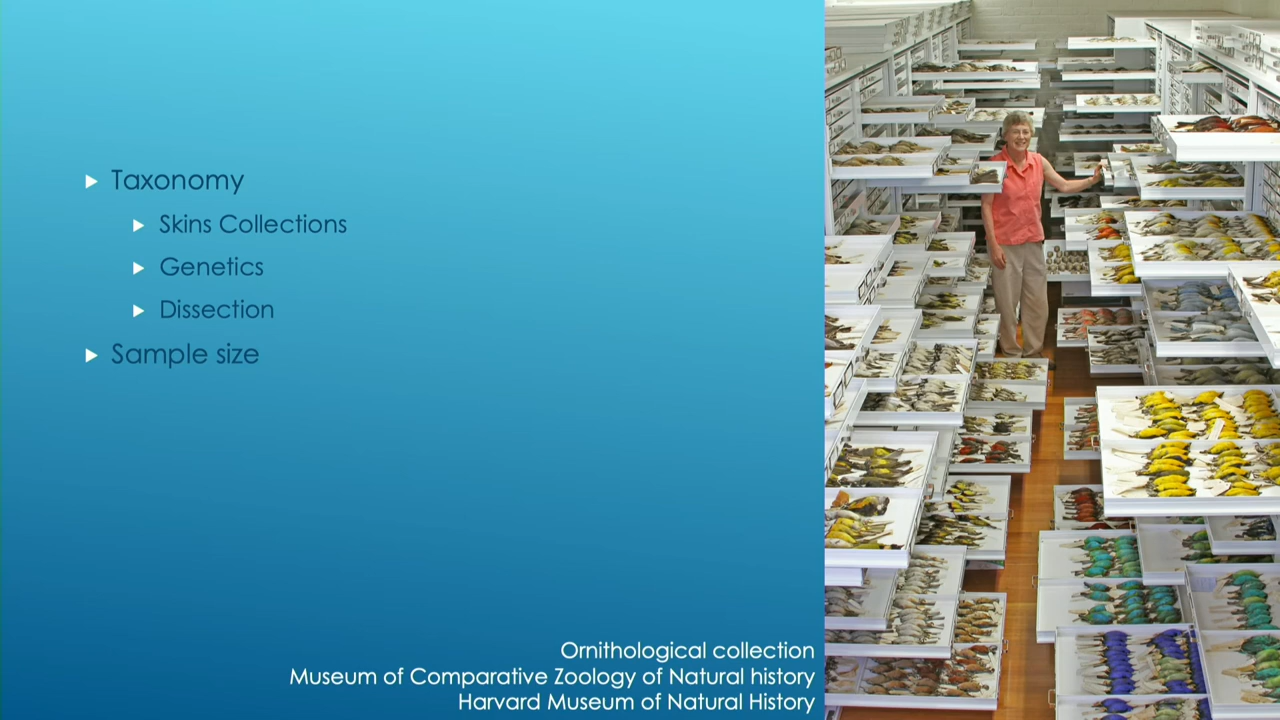 Taxonomy
Skins Collections
Genetics
Dissection
Sample size
Ornithological collection
Museum of Comparative Zoology of Natural history
Harvard Museum of Natural History